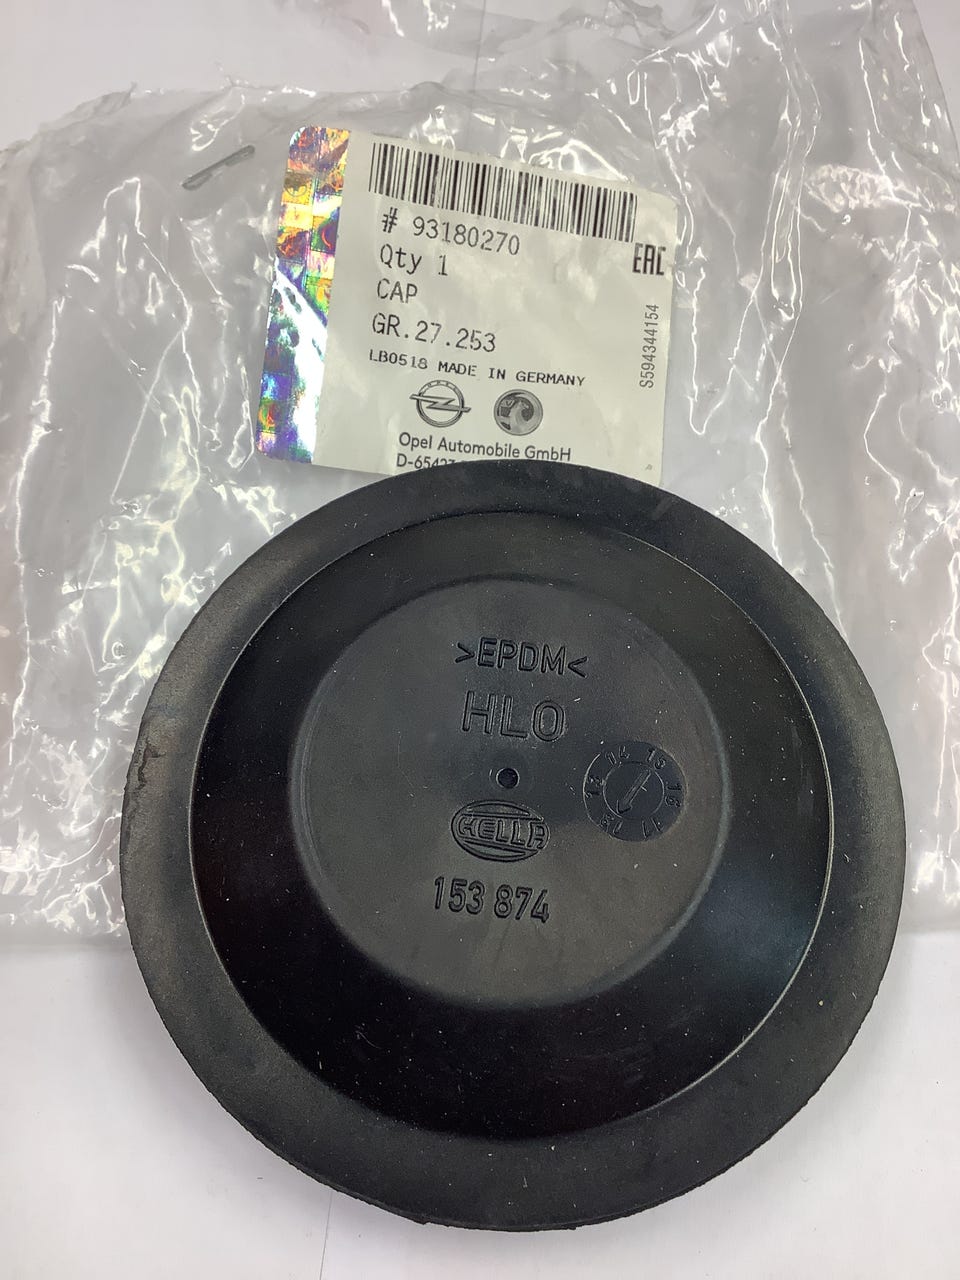 # 93180270
EAC
Qty 1
CAP
GR.27.253
LB0518 MADE IN GERMANY
S594344154
Opel Automobile GmbH
>EPDM<
HLO
HELLA
153 874